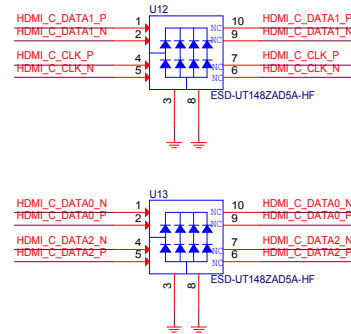 U12
HDMI_C_DATA1_P 1 10 HDMI_C_DATA1_P
HDMI_C_DATA1_N 2 NC 9 HDMI_C_DATA1_N
NC
HDMI_C_CLK_P 4 7 HDMI_C_CLK_P
HDMI_C_CLK_N 5 NC 6 HDMI_C_CLK_N
NC
3 8 ESD-UT148ZAD5A-HF
U13
HDMI_C_DATA0_N 1 10 HDMI_C_DATA0_N
HDMI_C_DATA0_P 2 NC 9 HDMI_C_DATA0_P
NC
HDMI_C_DATA2_N 4 7 HDMI_C_DATA2_N
HDMI_C_DATA2_P 5 NC 6 HDMI_C_DATA2_P
NC
3 8 ESD-UT148ZAD5A-HF